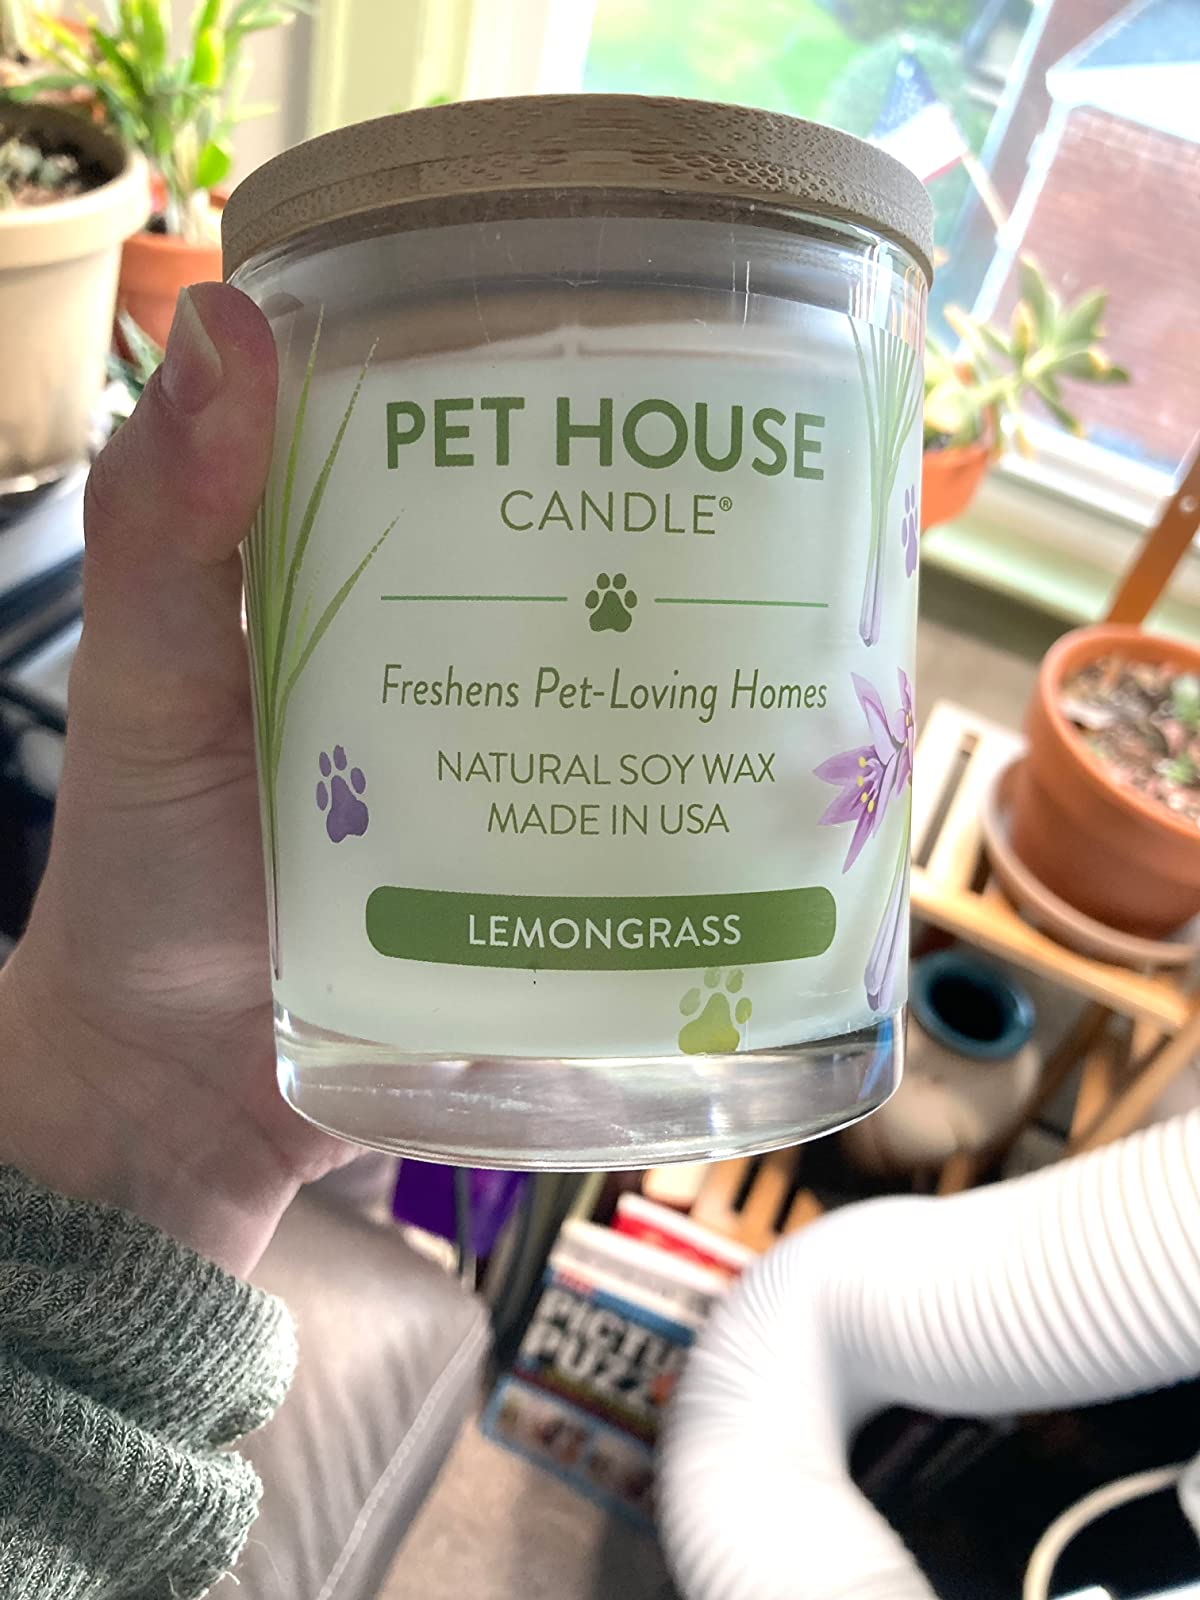 PET HOUSE
CANDLE®
Freshens Pet-Loving Homes
NATURAL SOY WAX
MADE IN USA
LEMONGRASS